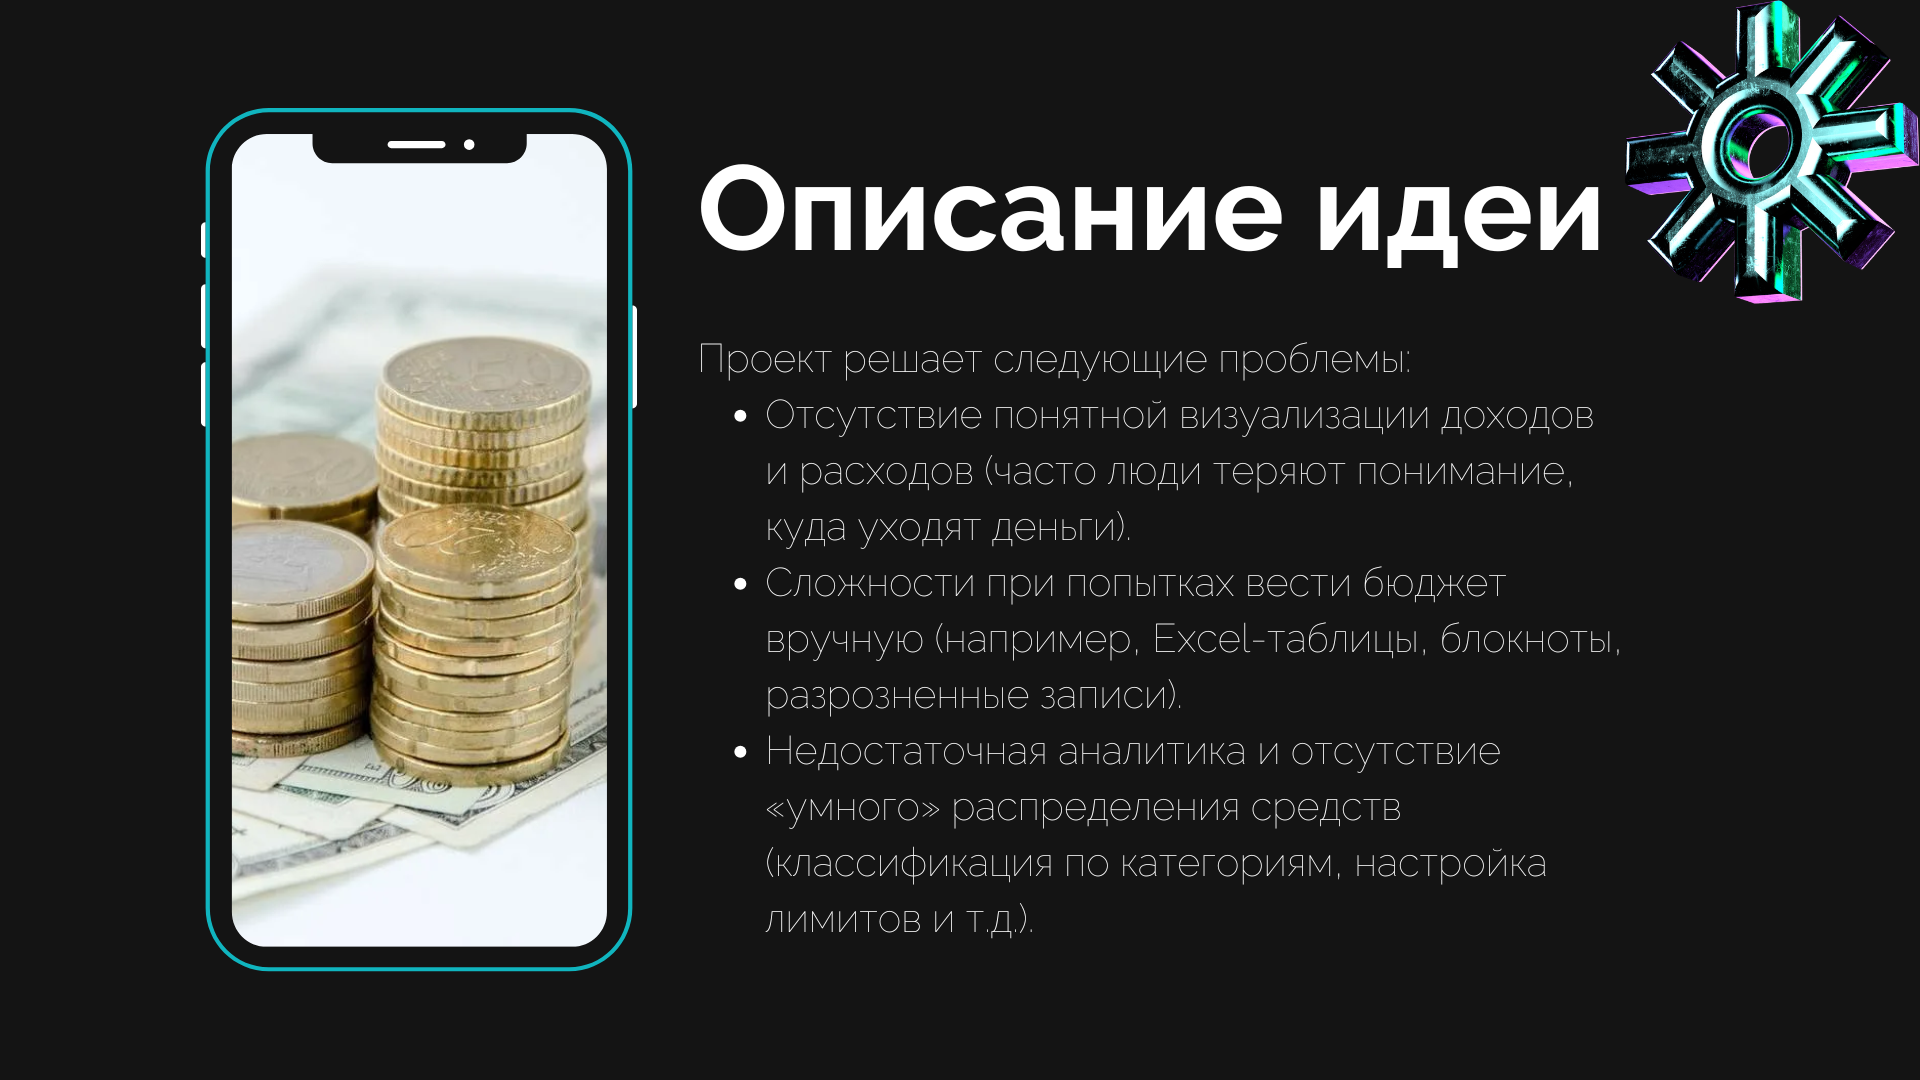 Описание идеи
Проект решает следующие проблемы:
• Отсутствие понятной визуализации доходов
и расходов (часто люди теряют понимание,
куда уходят деньги).
• Сложности при попытках вести бюджет
вручную (например, Excel-таблицы, блокноты,
разрозненные записи).
• Недостаточная аналитика и отсутствие
«умного» распределения средств
(классификация по категориям, настройка
лимитов и т.д.).